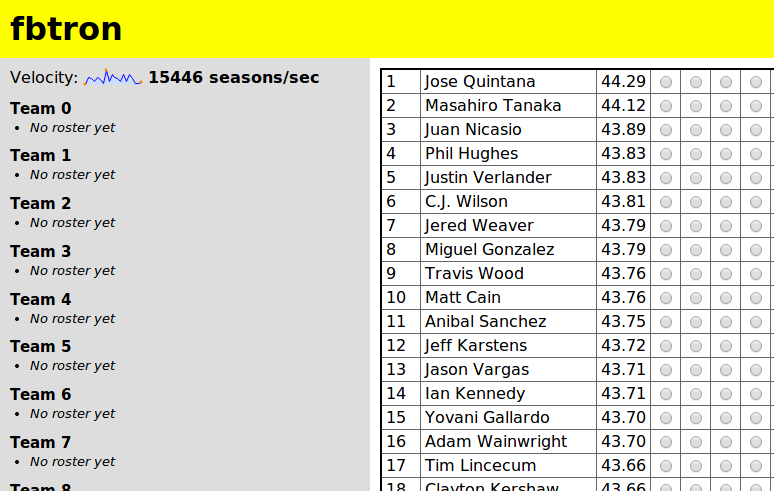 fbtron
Velocity: 15446 seasons/sec
Team 0
• No roster yet
Team 1
• No roster yet
Team 2
• No roster yet
Team 3
• No roster yet
Team 4
• No roster yet
Team 5
• No roster yet
Team 6
• No roster yet
Team 7
• No roster yet
Team 8
1 Jose Quintana 44.29
2 Masahiro Tanaka 44.12
3 Juan Nicasio 43.89
4 Phil Hughes 43.83
5 Justin Verlander 43.83
6 C.J. Wilson 43.81
7 Jered Weaver 43.79
8 Miguel Gonzalez 43.79
9 Travis Wood 43.76
10 Matt Cain 43.76
11 Anibal Sanchez 43.75
12 Jeff Karstens 43.72
13 Jason Vargas 43.71
14 Ian Kennedy 43.71
15 Yovani Gallardo 43.70
16 Adam Wainwright 43.70
17 Tim Lincecum 43.66
18 Clayton Kershaw 43.66